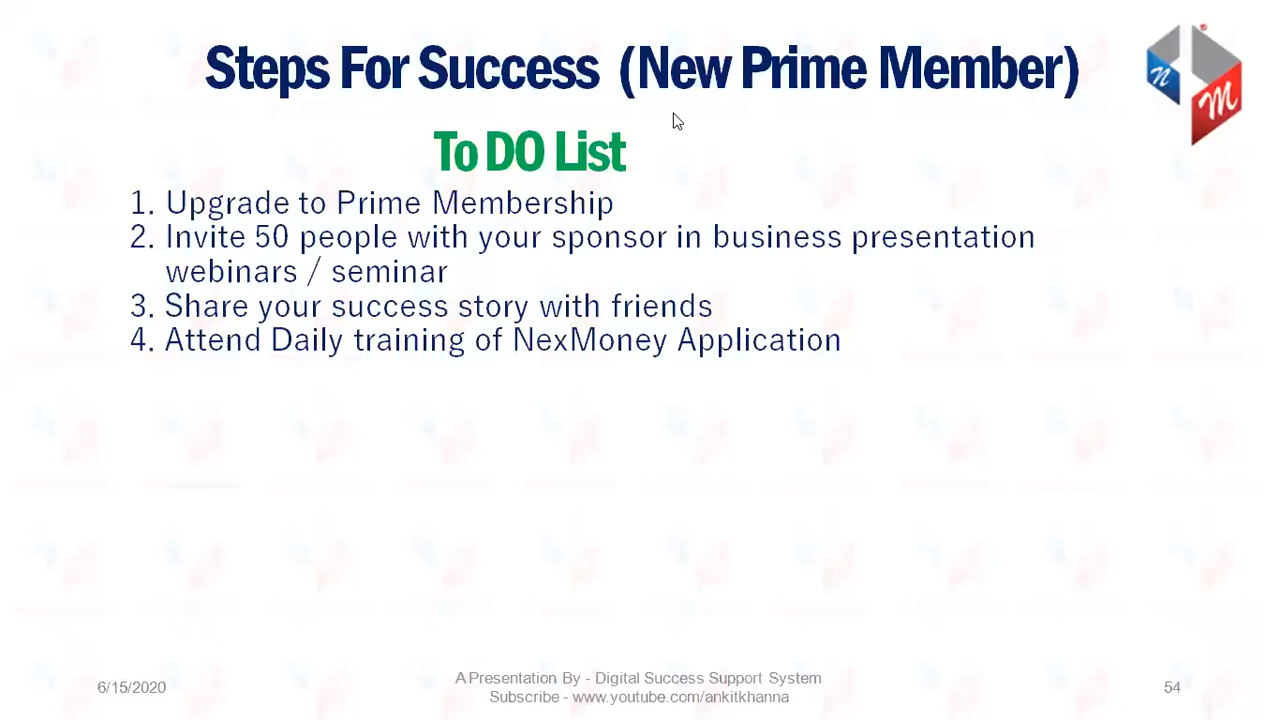 Steps For Success (New Prime Member)
To DO List
1. Upgrade to Prime Membership
2. Invite 50 people with your sponsor in business presentation
webinars / seminar
3. Share your success story with friends
4. Attend Daily training of NexMoney Application
n M
6/15/2020
A Presentation By - Digital Success Support System
Subscribe - www.youtube.com/ankitkhanna
54